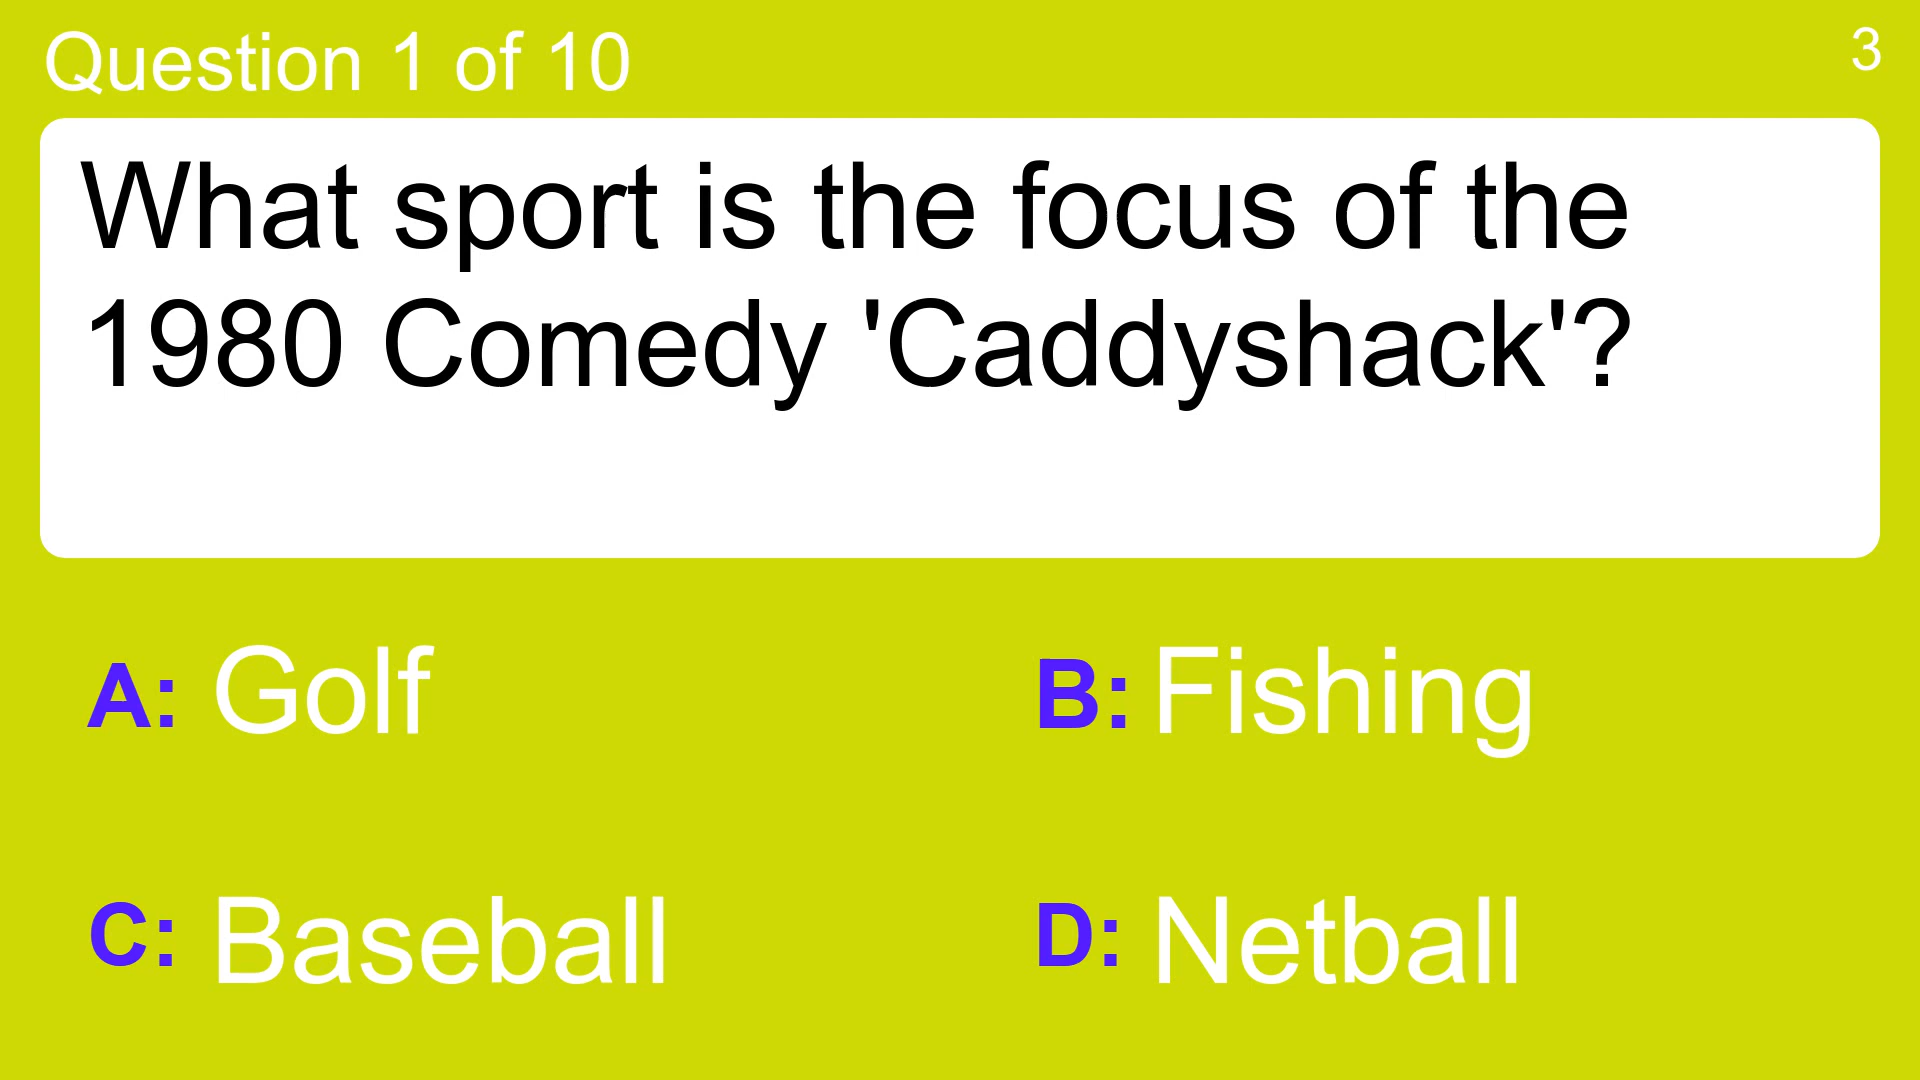 Question 1 of 10
3
What sport is the focus of the
1980 Comedy 'Caddyshack'?
A: Golf
B: Fishing
C: Baseball
D: Netball